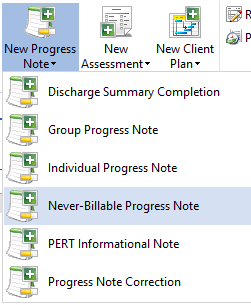 New Progress Note
New Assessment
New Client Plan
R
P
Discharge Summary Completion
Group Progress Note
Individual Progress Note
Never-Billable Progress Note
PERT Informational Note
Progress Note Correction